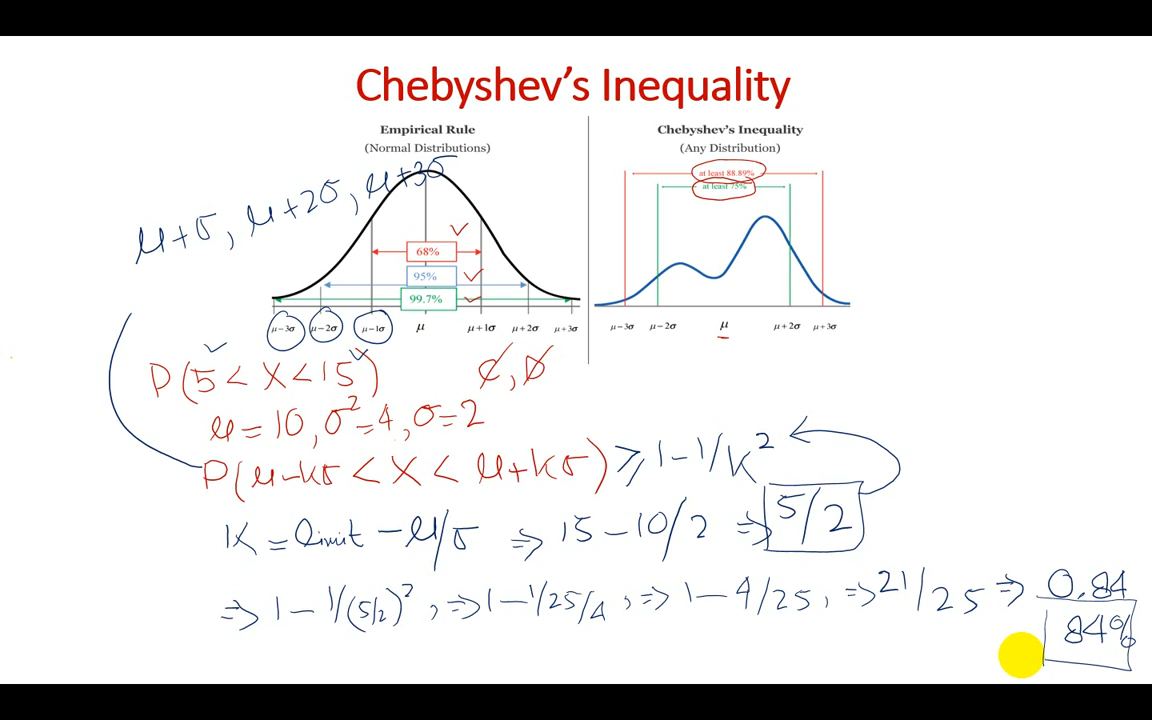 Chebyshev's Inequality
Empirical Rule
(Normal Distributions)
Chebyshev's Inequality
(Any Distribution)
at least 88.89%
at least 75%
μ+σ, μ+2σ, μ+3σ
68%
95%
99.7%
μ−3σ μ−2σ μ−1σ μ μ+1σ μ+2σ μ+3σ
μ−3σ μ−2σ μ μ+2σ μ+3σ
P(5 < X < 15)
μ = 10, σ² = 4, σ = 2
P(μ−kσ < X < μ+kσ) ≥ 1 − 1/K²
K = limit − μ/σ ⇒ 15 − 10/2 ⇒ 5/2
⇒ 1 − 1/(5/2)², ⇒ 1 − 1/25/4, ⇒ 1 − 4/25, ⇒ 21/25 ⇒ 0.84
84%